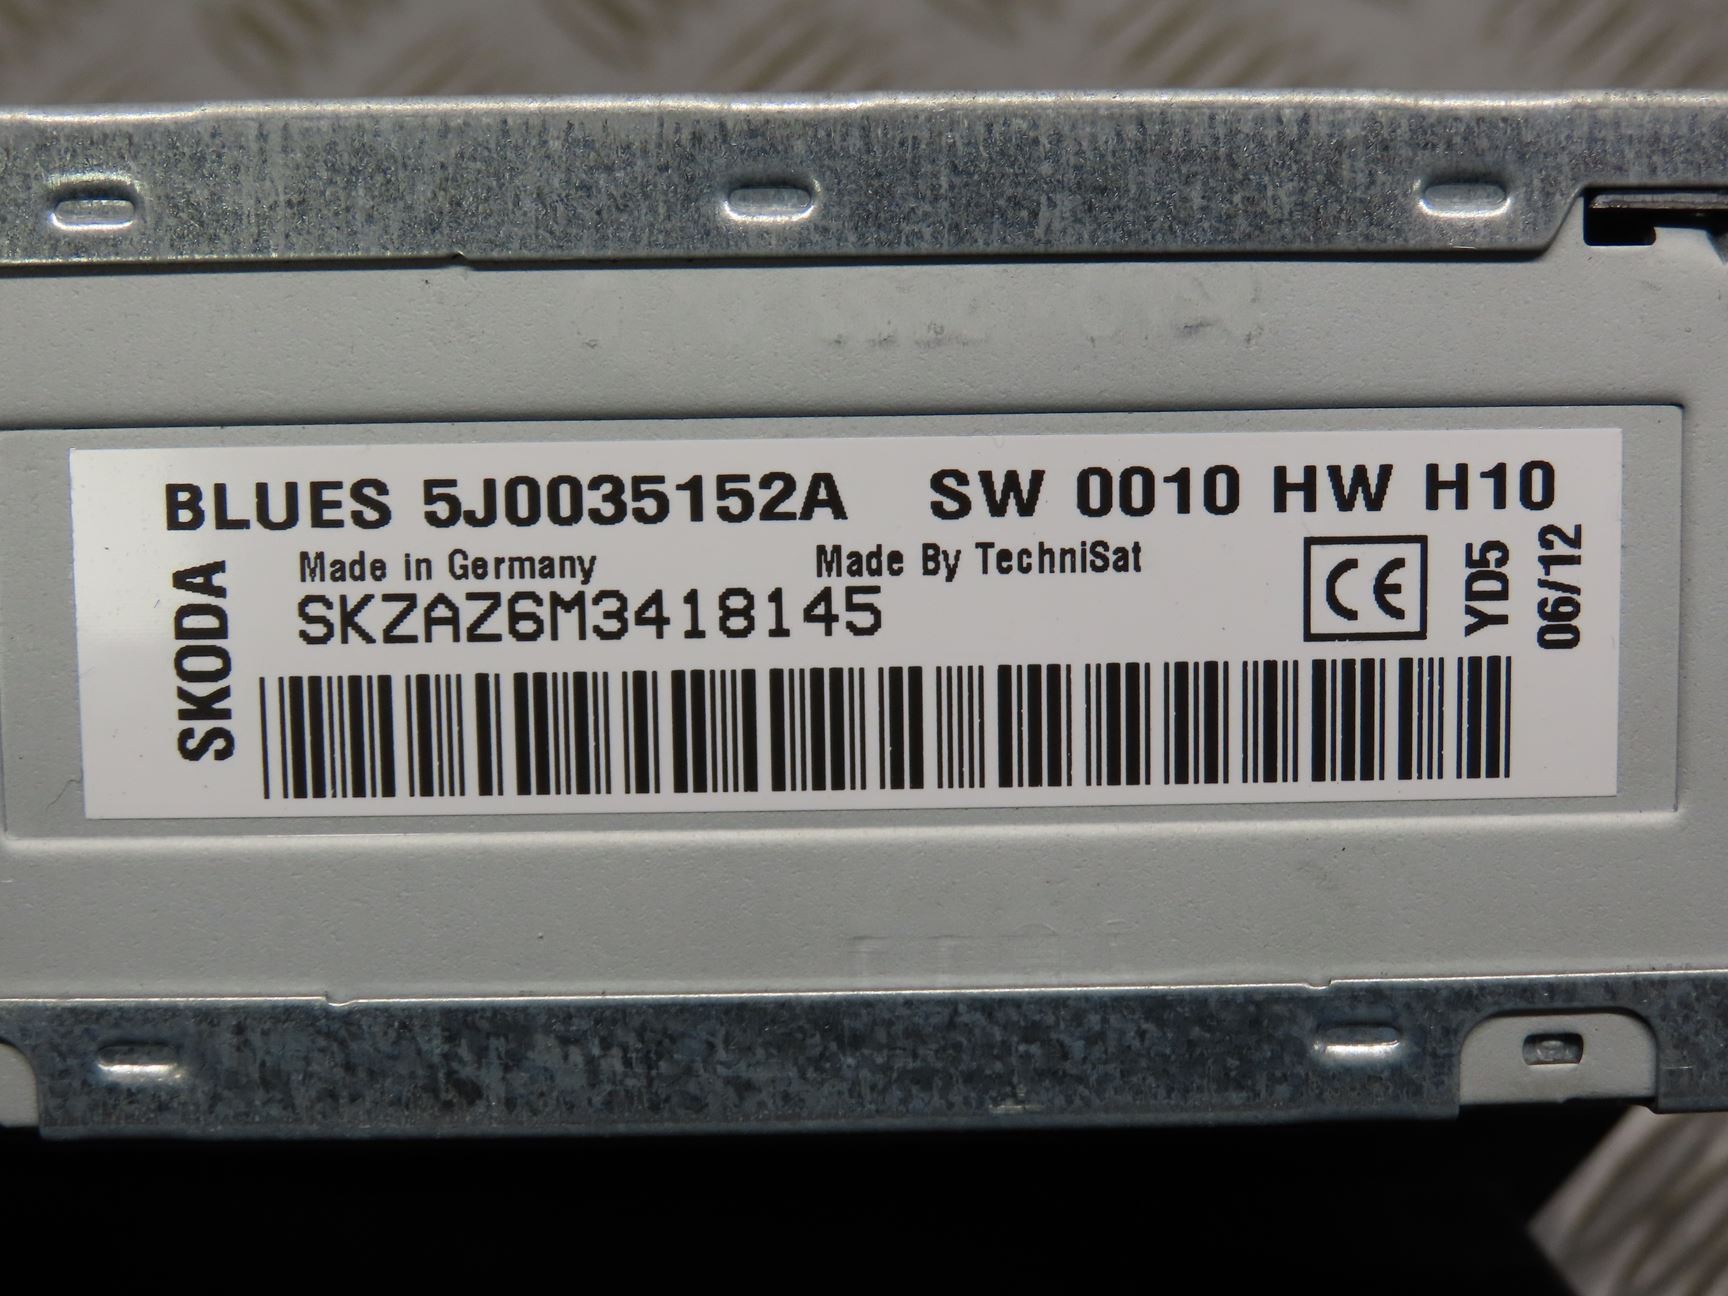 BLUES 5J0035152A SW 0010 HW H10
Made in Germany Made By TechniSat
SKZAZ6M3418145
SKODA
CE
YD5
06/12